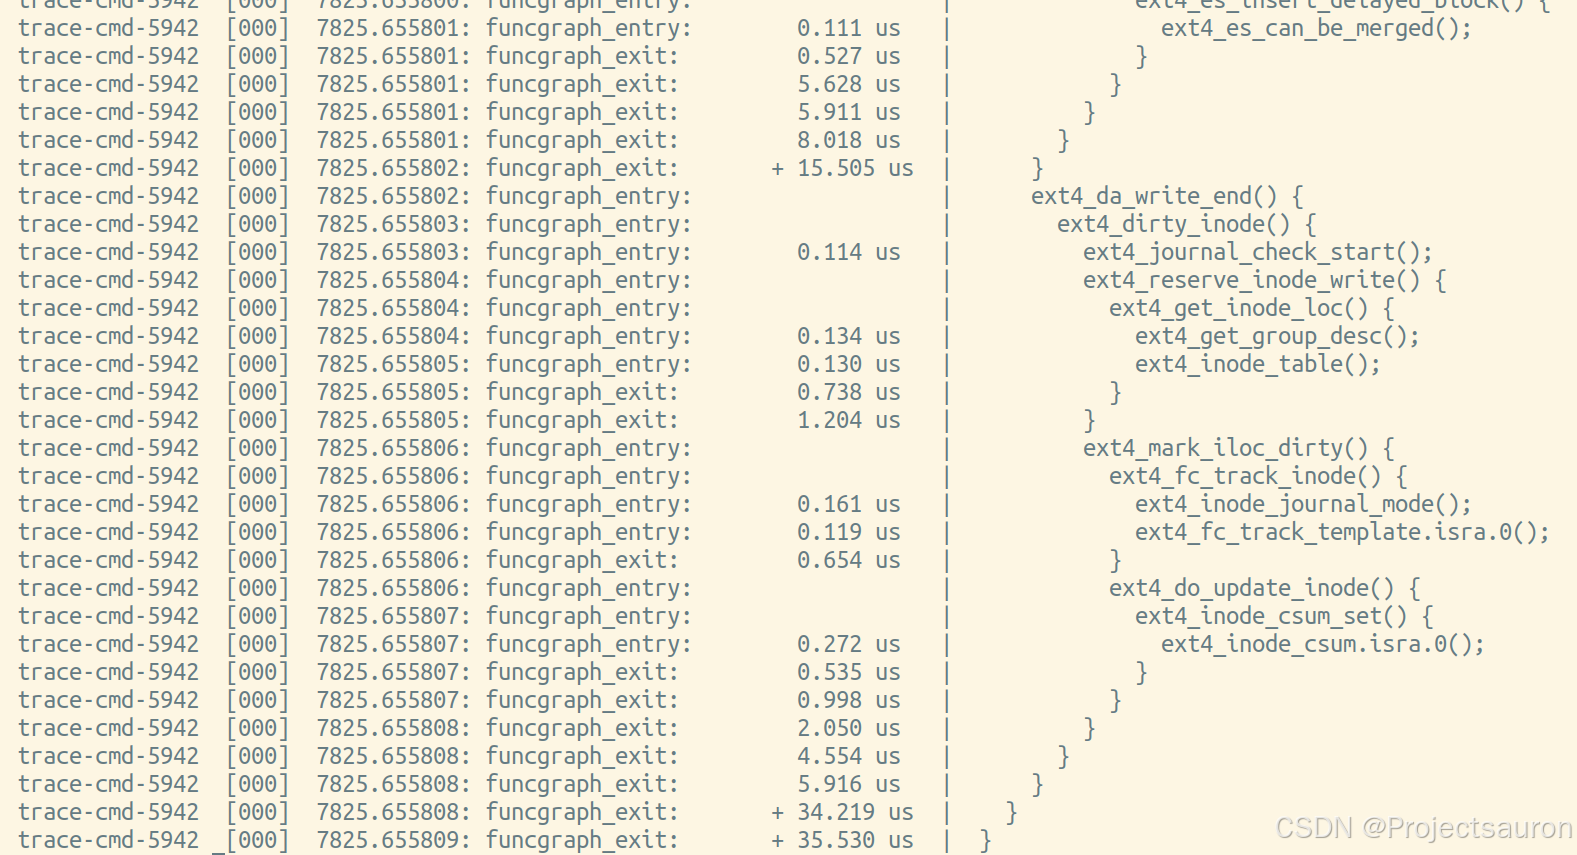 trace-cmd-5942  [000]  7825.655800: funcgraph_entry:                   |              ext4_es_insert_delayed_block() {
trace-cmd-5942  [000]  7825.655801: funcgraph_entry:        0.111 us   |                ext4_es_can_be_merged();
trace-cmd-5942  [000]  7825.655801: funcgraph_exit:         0.527 us   |              }
trace-cmd-5942  [000]  7825.655801: funcgraph_exit:         5.628 us   |            }
trace-cmd-5942  [000]  7825.655801: funcgraph_exit:         5.911 us   |          }
trace-cmd-5942  [000]  7825.655801: funcgraph_exit:         8.018 us   |        }
trace-cmd-5942  [000]  7825.655802: funcgraph_exit:       + 15.505 us  |      }
trace-cmd-5942  [000]  7825.655802: funcgraph_entry:                   |      ext4_da_write_end() {
trace-cmd-5942  [000]  7825.655803: funcgraph_entry:                   |        ext4_dirty_inode() {
trace-cmd-5942  [000]  7825.655803: funcgraph_entry:        0.114 us   |          ext4_journal_check_start();
trace-cmd-5942  [000]  7825.655804: funcgraph_entry:                   |          ext4_reserve_inode_write() {
trace-cmd-5942  [000]  7825.655804: funcgraph_entry:                   |            ext4_get_inode_loc() {
trace-cmd-5942  [000]  7825.655804: funcgraph_entry:        0.134 us   |              ext4_get_group_desc();
trace-cmd-5942  [000]  7825.655805: funcgraph_entry:        0.130 us   |              ext4_inode_table();
trace-cmd-5942  [000]  7825.655805: funcgraph_exit:         0.738 us   |            }
trace-cmd-5942  [000]  7825.655805: funcgraph_exit:         1.204 us   |          }
trace-cmd-5942  [000]  7825.655806: funcgraph_entry:                   |          ext4_mark_iloc_dirty() {
trace-cmd-5942  [000]  7825.655806: funcgraph_entry:                   |            ext4_fc_track_inode() {
trace-cmd-5942  [000]  7825.655806: funcgraph_entry:        0.161 us   |              ext4_inode_journal_mode();
trace-cmd-5942  [000]  7825.655806: funcgraph_entry:        0.119 us   |              ext4_fc_track_template.isra.0();
trace-cmd-5942  [000]  7825.655806: funcgraph_exit:         0.654 us   |            }
trace-cmd-5942  [000]  7825.655806: funcgraph_entry:                   |            ext4_do_update_inode() {
trace-cmd-5942  [000]  7825.655807: funcgraph_entry:                   |              ext4_inode_csum_set() {
trace-cmd-5942  [000]  7825.655807: funcgraph_entry:        0.272 us   |                ext4_inode_csum.isra.0();
trace-cmd-5942  [000]  7825.655807: funcgraph_exit:         0.535 us   |              }
trace-cmd-5942  [000]  7825.655807: funcgraph_exit:         0.998 us   |            }
trace-cmd-5942  [000]  7825.655808: funcgraph_exit:         2.050 us   |          }
trace-cmd-5942  [000]  7825.655808: funcgraph_exit:         4.554 us   |        }
trace-cmd-5942  [000]  7825.655808: funcgraph_exit:         5.916 us   |      }
trace-cmd-5942  [000]  7825.655808: funcgraph_exit:       + 34.219 us  |    }
trace-cmd-5942  [000]  7825.655809: funcgraph_exit:       + 35.530 us  |  }
CSDN @Projectsauron